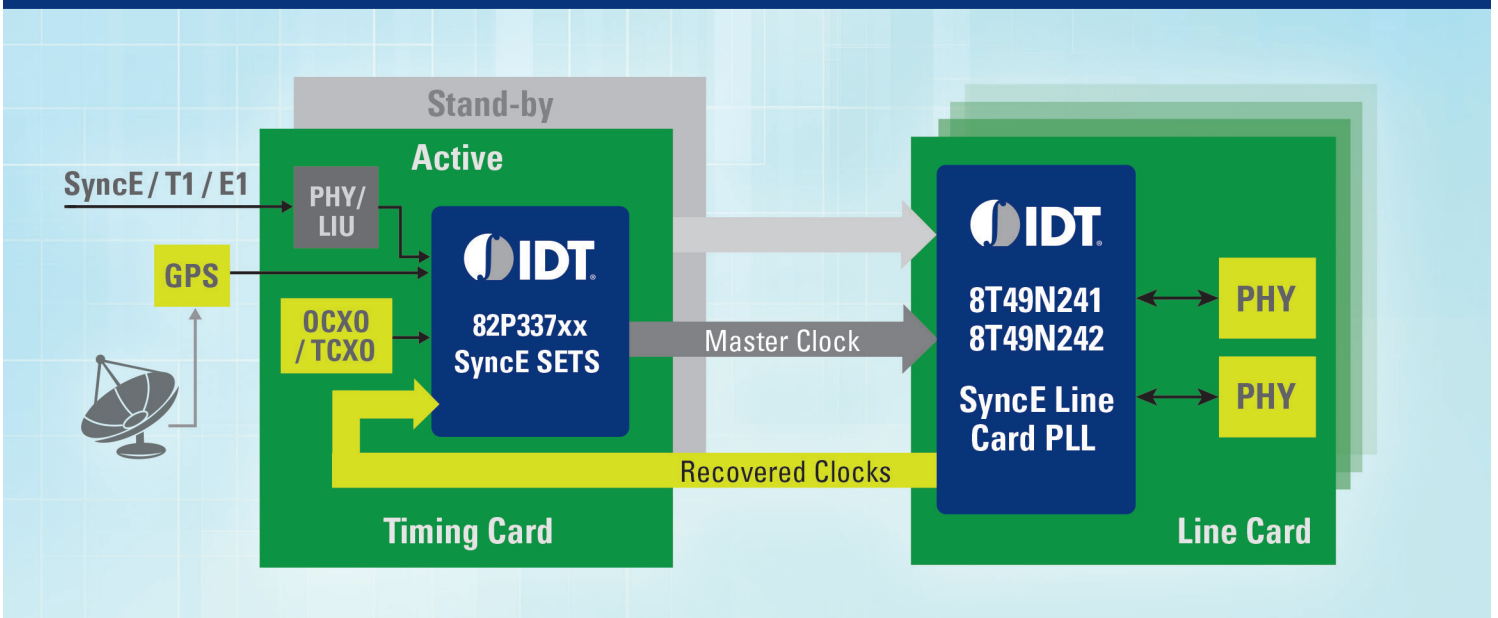 Stand-by
Active
SyncE / T1 / E1
PHY/
LIU
GPS
OCXO
/ TCXO
IDT®
82P337xx
SyncE SETS
Master Clock
Recovered Clocks
Timing Card
IDT®
8T49N241
8T49N242
SyncE Line
Card PLL
PHY
PHY
Line Card